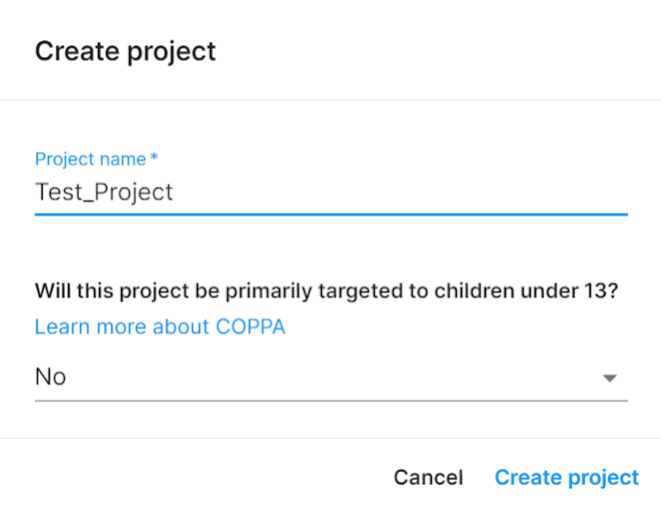 Create project
Project name *
Test_Project
Will this project be primarily targeted to children under 13?
Learn more about COPPA
No
Cancel Create project